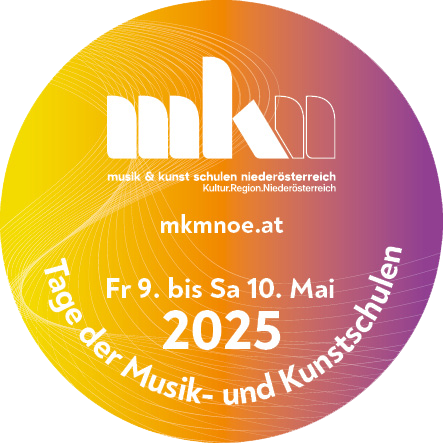 mkm
musik & kunst schulen niederösterreich
Kultur.Region.Niederösterreich
mkmnoe.at
Fr 9. bis Sa 10. Mai
2025
Tage der Musik- und Kunstschulen